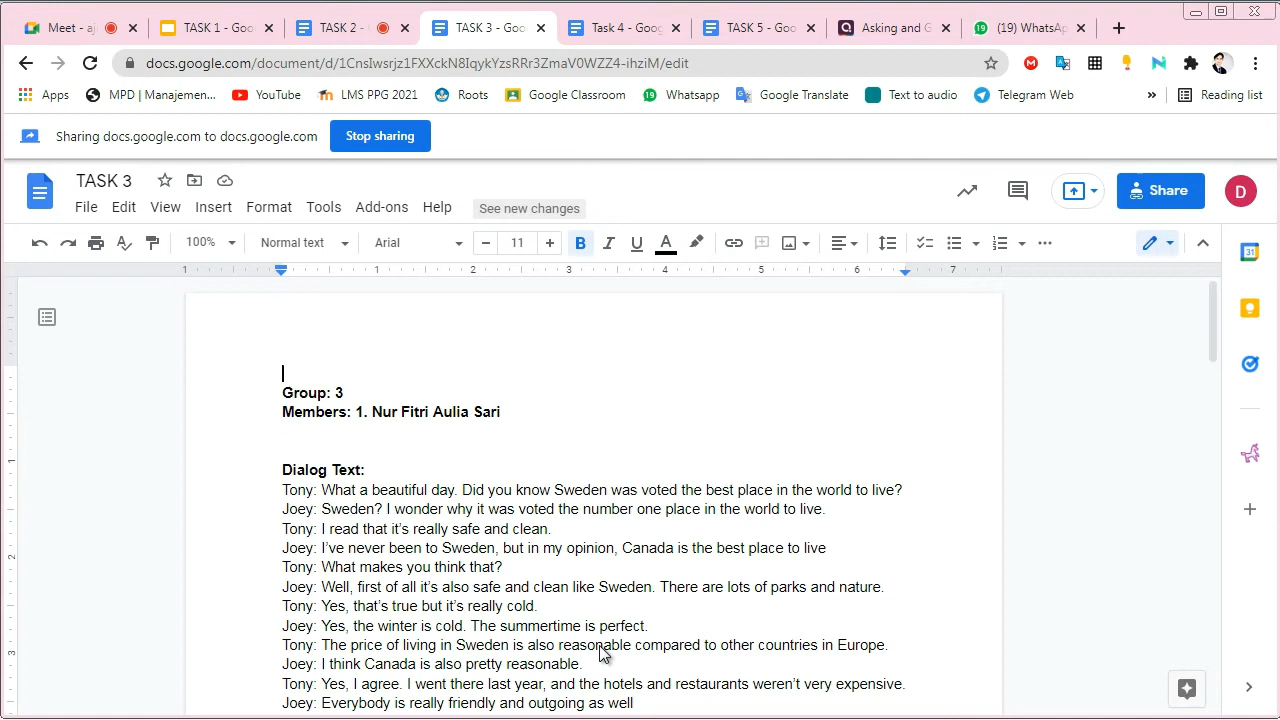 Meet - aj
TASK 1 - Goo
TASK 2 -
TASK 3 - Goo
Task 4 - Goog
TASK 5 - Goo
Asking and G
(19) WhatsAp
docs.google.com/document/d/1CnsIwsrjz1FXXckN8IqykYzsRRr3ZmaV0WZZ4-ihziM/edit
Apps
MPD | Manajemen...
YouTube
LMS PPG 2021
Roots
Google Classroom
Whatsapp
Google Translate
Text to audio
Telegram Web
Reading list
Sharing docs.google.com to docs.google.com
Stop sharing
TASK 3
File Edit View Insert Format Tools Add-ons Help See new changes
Share
D
100% Normal text Arial 11 B I U A
1 1 2 3 4 5 6 7
Group: 3
Members: 1. Nur Fitri Aulia Sari
Dialog Text:
Tony: What a beautiful day. Did you know Sweden was voted the best place in the world to live?
Joey: Sweden? I wonder why it was voted the number one place in the world to live.
Tony: I read that it’s really safe and clean.
Joey: I’ve never been to Sweden, but in my opinion, Canada is the best place to live
Tony: What makes you think that?
Joey: Well, first of all it’s also safe and clean like Sweden. There are lots of parks and nature.
Tony: Yes, that’s true but it’s really cold.
Joey: Yes, the winter is cold. The summertime is perfect.
Tony: The price of living in Sweden is also reasonable compared to other countries in Europe.
Joey: I think Canada is also pretty reasonable.
Tony: Yes, I agree. I went there last year, and the hotels and restaurants weren’t very expensive.
Joey: Everybody is really friendly and outgoing as well